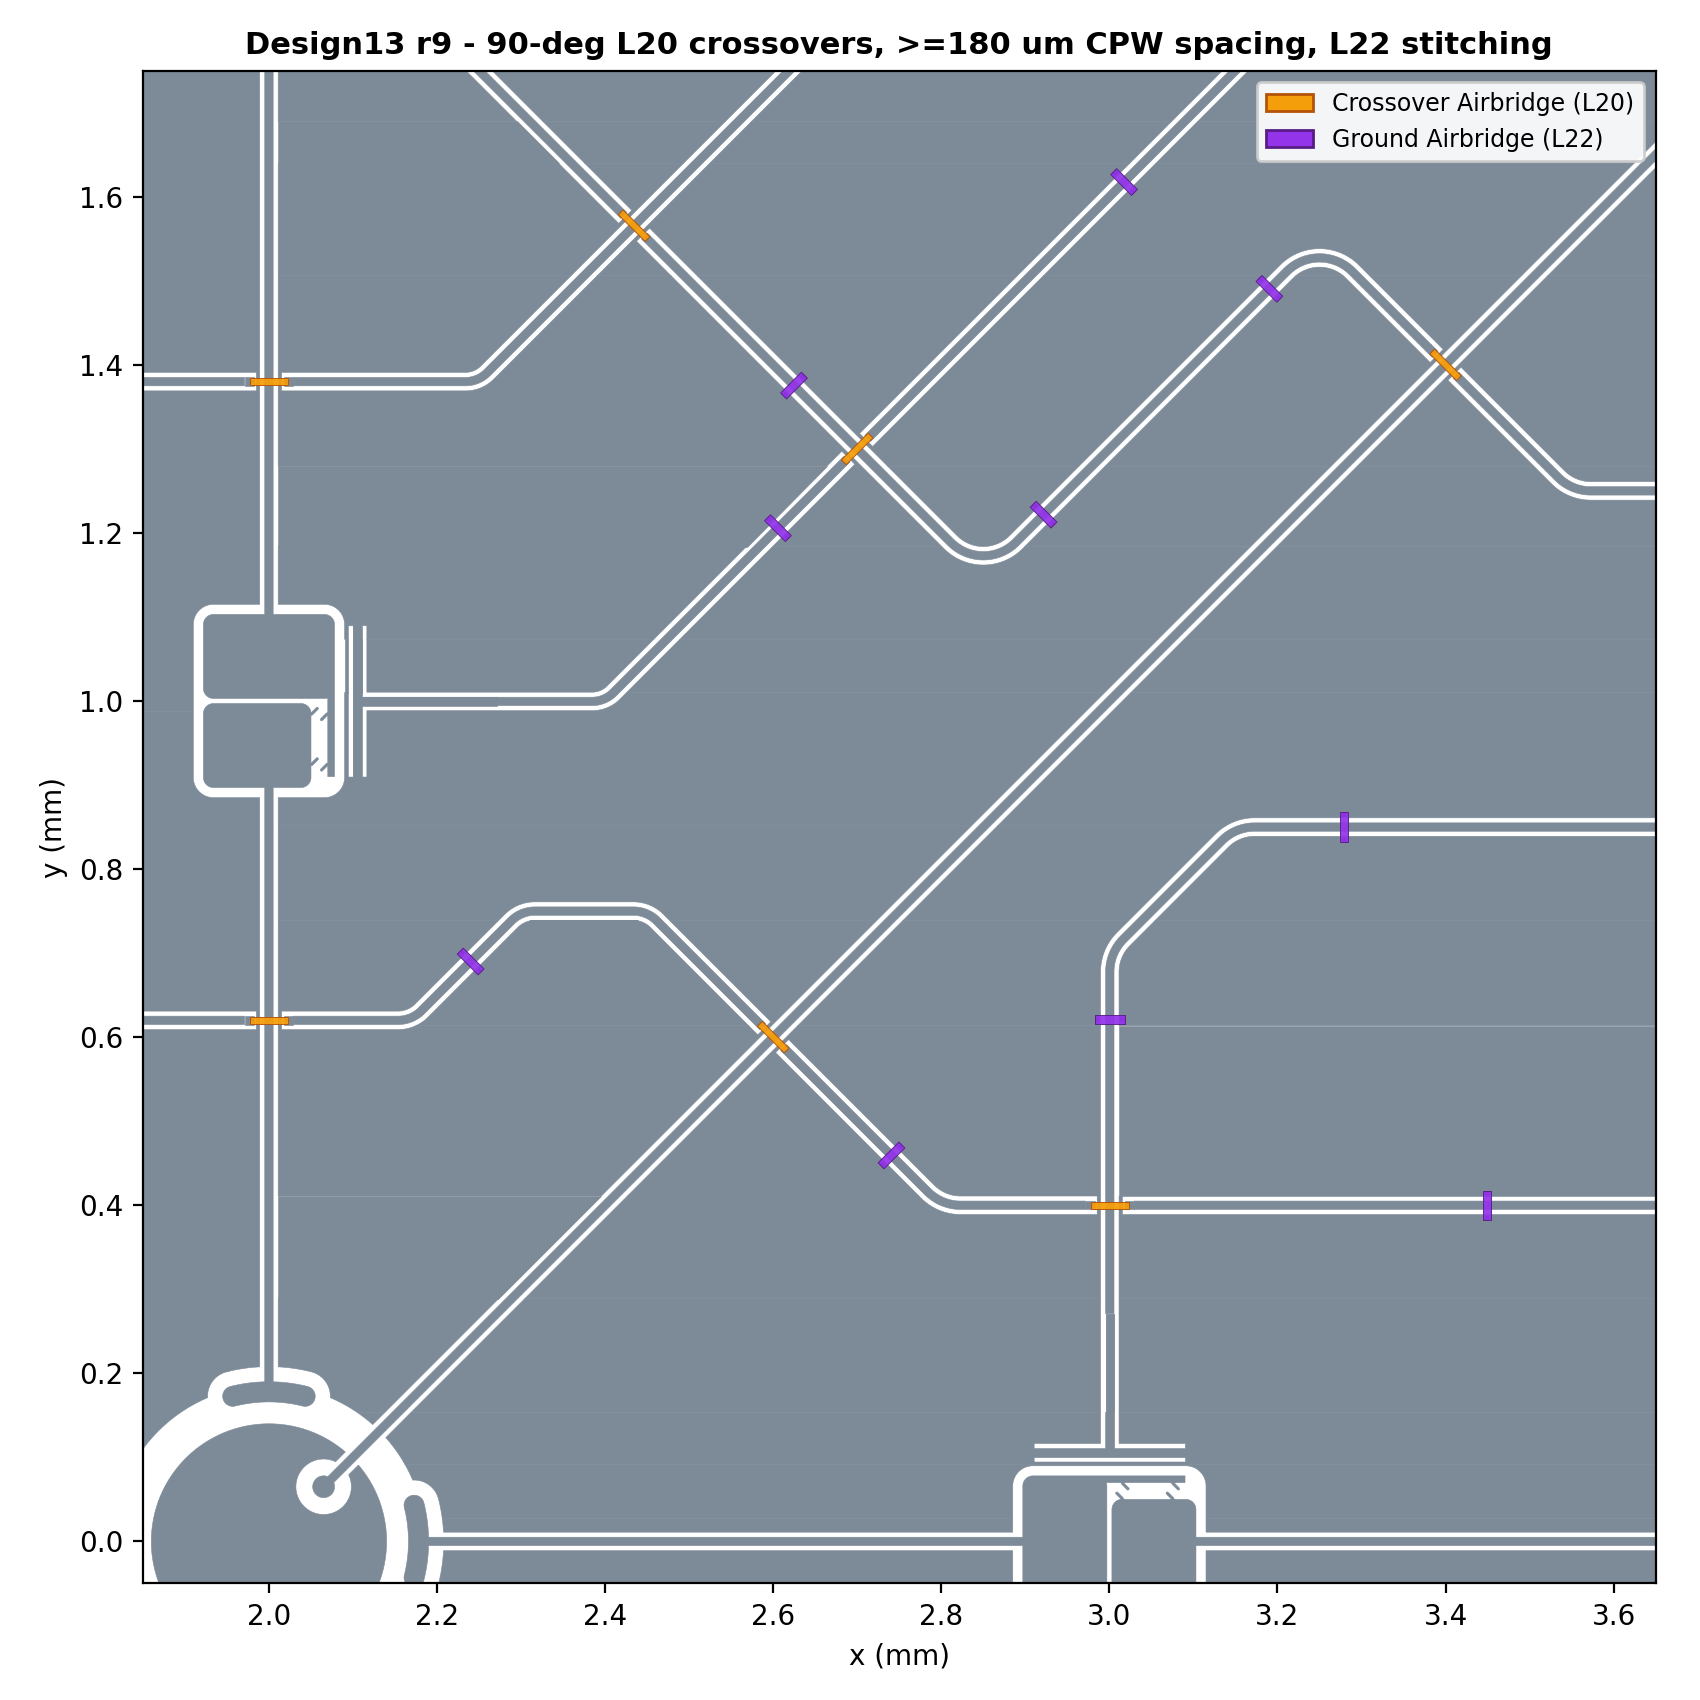 Design13 r9 - 90-deg L20 crossovers, >=180 um CPW spacing, L22 stitching
Crossover Airbridge (L20)
Ground Airbridge (L22)
1.6
1.4
1.2
1.0
0.8
0.6
0.4
0.2
0.0
y (mm)
2.0 2.2 2.4 2.6 2.8 3.0 3.2 3.4 3.6
x (mm)